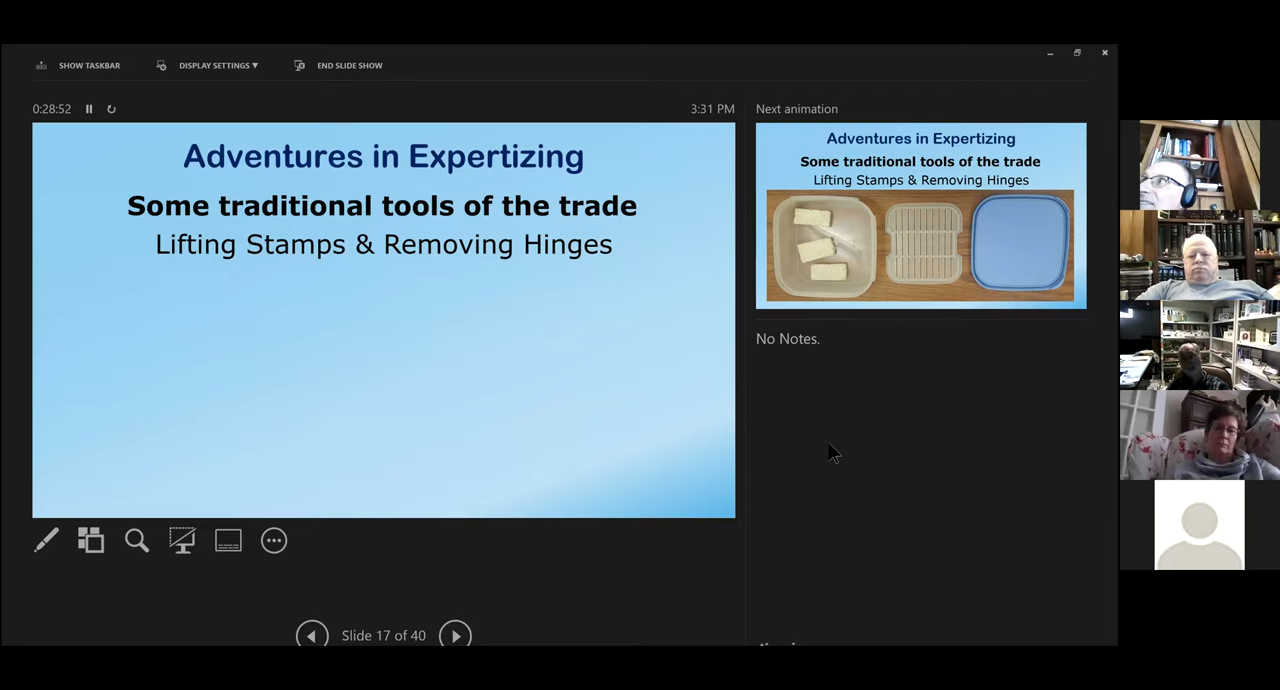 SHOW TASKBAR
DISPLAY SETTINGS ▼
END SLIDE SHOW
0:28:52
3:31 PM
Adventures in Expertizing
Some traditional tools of the trade
Lifting Stamps & Removing Hinges
Slide 17 of 40
Next animation
Adventures in Expertizing
Some traditional tools of the trade
Lifting Stamps & Removing Hinges
No Notes.